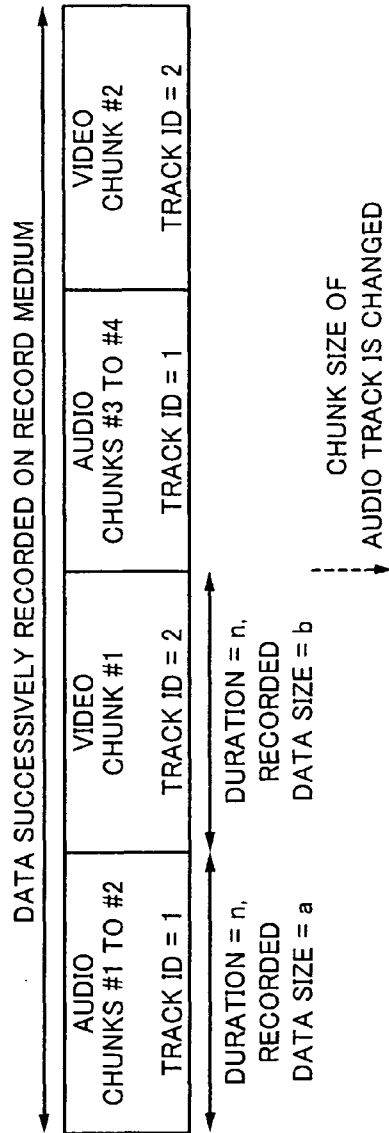 DATA SUCCESSIVELY RECORDED ON RECORD MEDIUM
AUDIO
CHUNKS #1 TO #2
TRACK ID = 1
VIDEO
CHUNK #1
TRACK ID = 2
AUDIO
CHUNKS #3 TO #4
TRACK ID = 1
VIDEO
CHUNK #2
TRACK ID = 2
DURATION = n,
RECORDED
DATA SIZE = a
DURATION = n,
RECORDED
DATA SIZE = b
CHUNK SIZE OF
AUDIO TRACK IS CHANGED